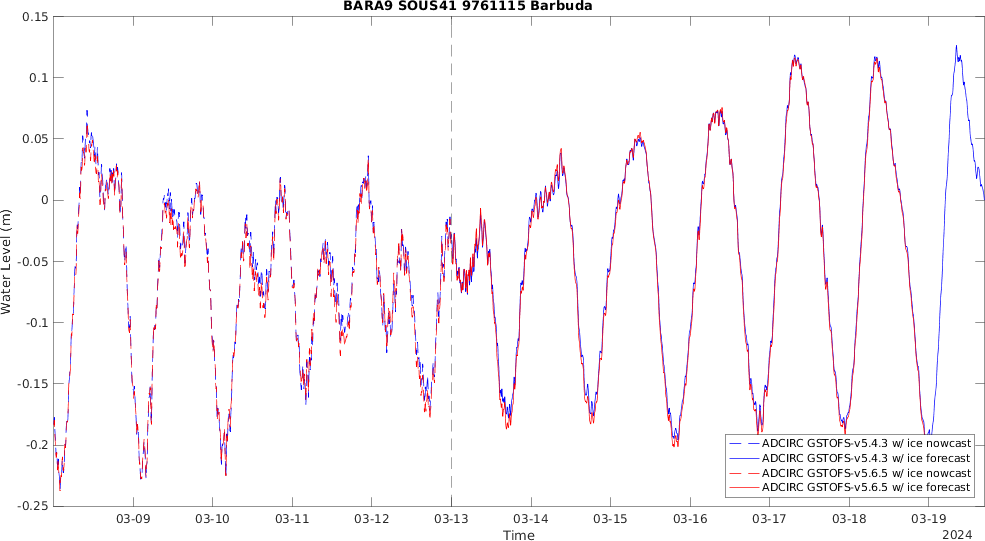 BARA9 SOUS41 9761115 Barbuda
0.15
0.1
0.05
0
-0.05
-0.1
-0.15
-0.2
-0.25
Water Level (m)
ADCIRC GSTOFS-v5.4.3 w/ ice nowcast
ADCIRC GSTOFS-v5.4.3 w/ ice forecast
ADCIRC GSTOFS-v5.6.5 w/ ice nowcast
ADCIRC GSTOFS-v5.6.5 w/ ice forecast
03-09 03-10 03-11 03-12 03-13 03-14 03-15 03-16 03-17 03-18 03-19
Time
2024